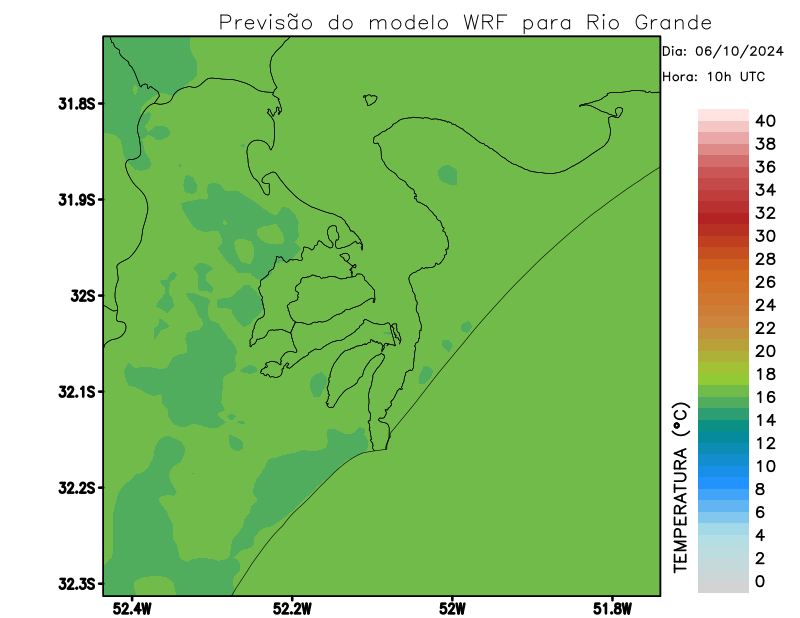 Previsão do modelo WRF para Rio Grande
Dia: 06/10/2024
Hora: 10h UTC
31.8S
31.9S
32S
32.1S
32.2S
32.3S
52.4W
52.2W
52W
51.8W
TEMPERATURA (°C)
40
38
36
34
32
30
28
26
24
22
20
18
16
14
12
10
8
6
4
2
0